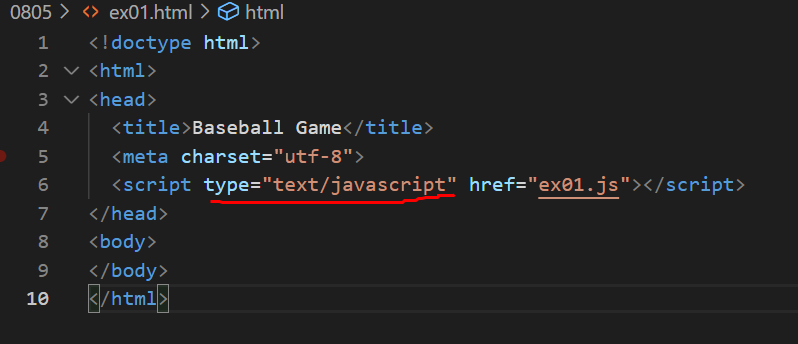 0805 > ex01.html > html
1 <!doctype html>
2 <html>
3 <head>
4 <title>Baseball Game</title>
5 <meta charset="utf-8">
6 <script type="text/javascript" href="ex01.js"></script>
7 </head>
8 <body>
9 </body>
10 </html>